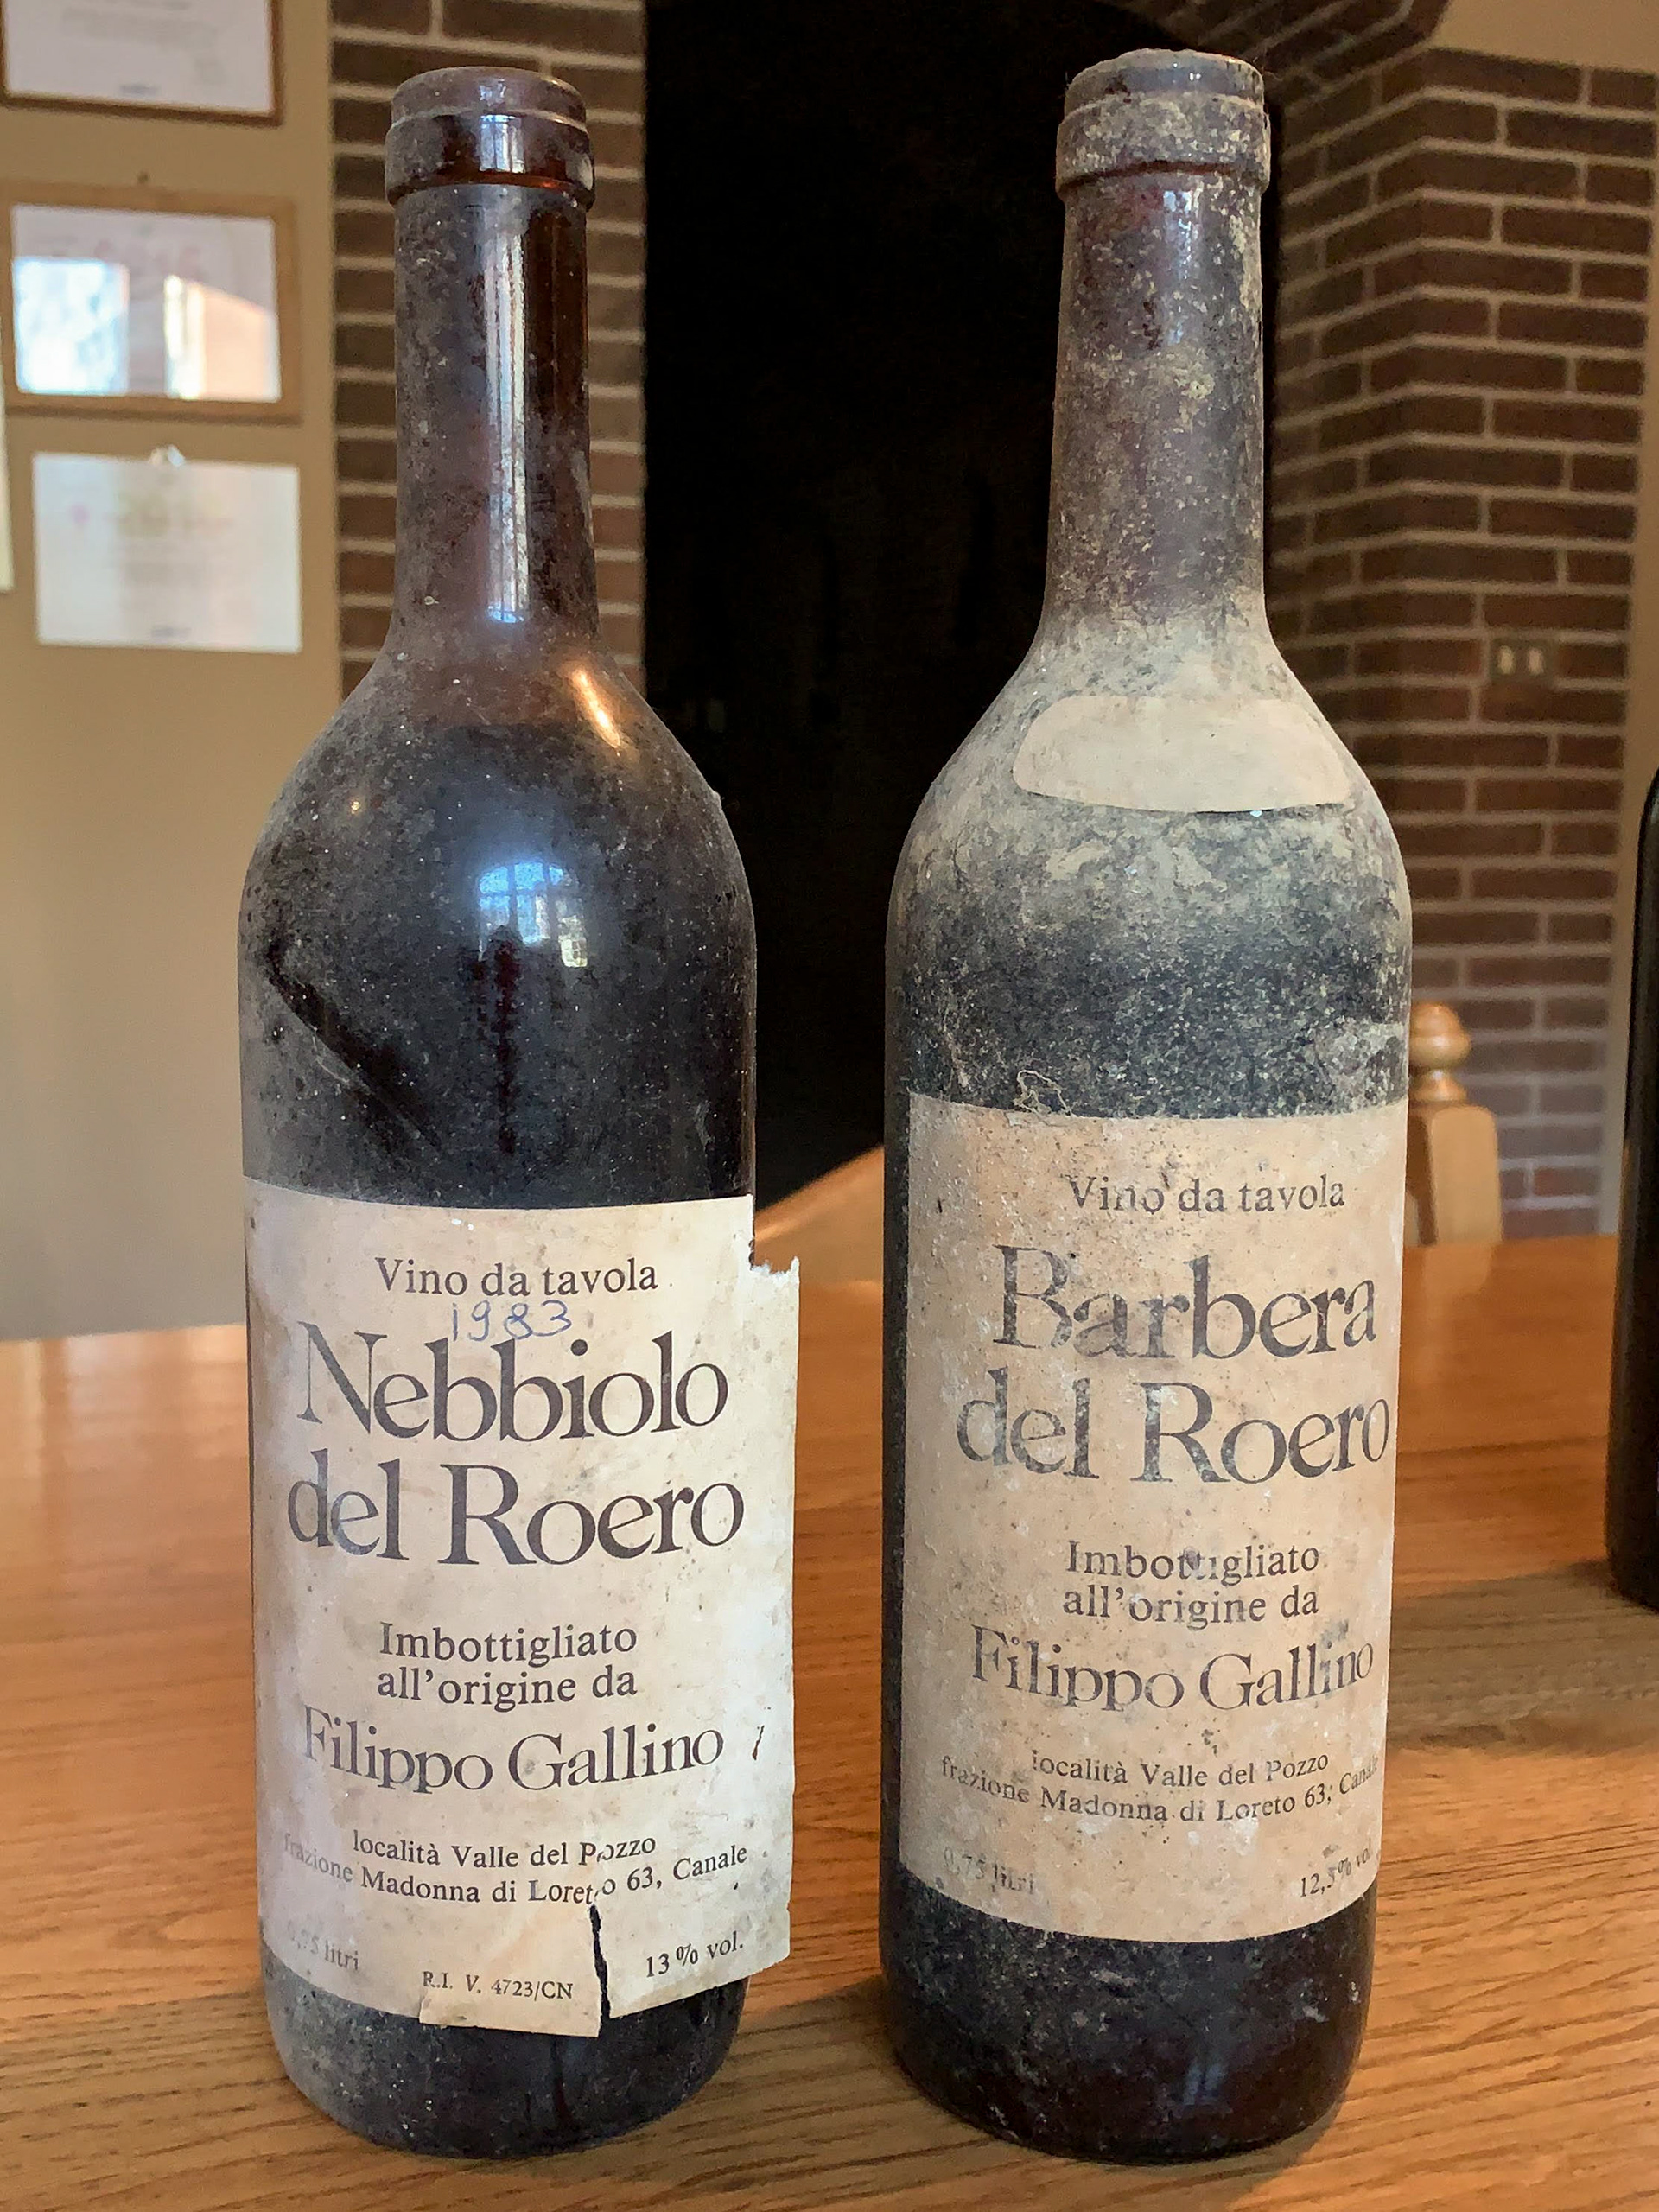 Vino da tavola
1983
Nebbiolo
del Roero
Imbottigliato
all'origine da
Filippo Gallino
località Valle del Pozzo
frazione Madonna di Loreto 63, Canale
0,75 litri
R.I. V. 4723/CN
13% vol.
Vino da tavola
Barbera
del Roero
Imbottigliato
all'origine da
Filippo Gallino
località Valle del Pozzo
frazione Madonna di Loreto 63, Canale
0,75 litri
12,5% vol.